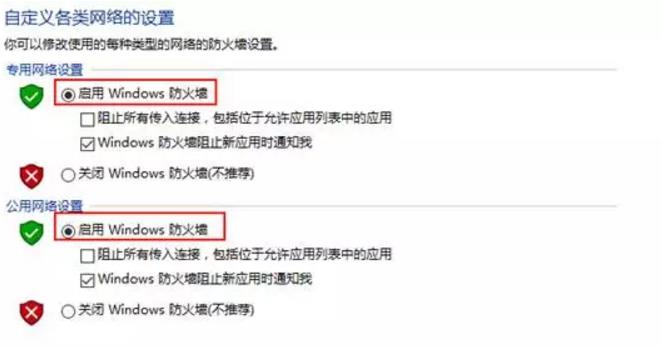 自定义各类网络的设置
你可以修改使用的每种类型的网络的防火墙设置。
专用网络设置
启用 Windows 防火墙
阻止所有传入连接，包括位于允许应用列表中的应用
Windows 防火墙阻止新应用时通知我
关闭 Windows 防火墙(不推荐)
公用网络设置
启用 Windows 防火墙
阻止所有传入连接，包括位于允许应用列表中的应用
Windows 防火墙阻止新应用时通知我
关闭 Windows 防火墙(不推荐)